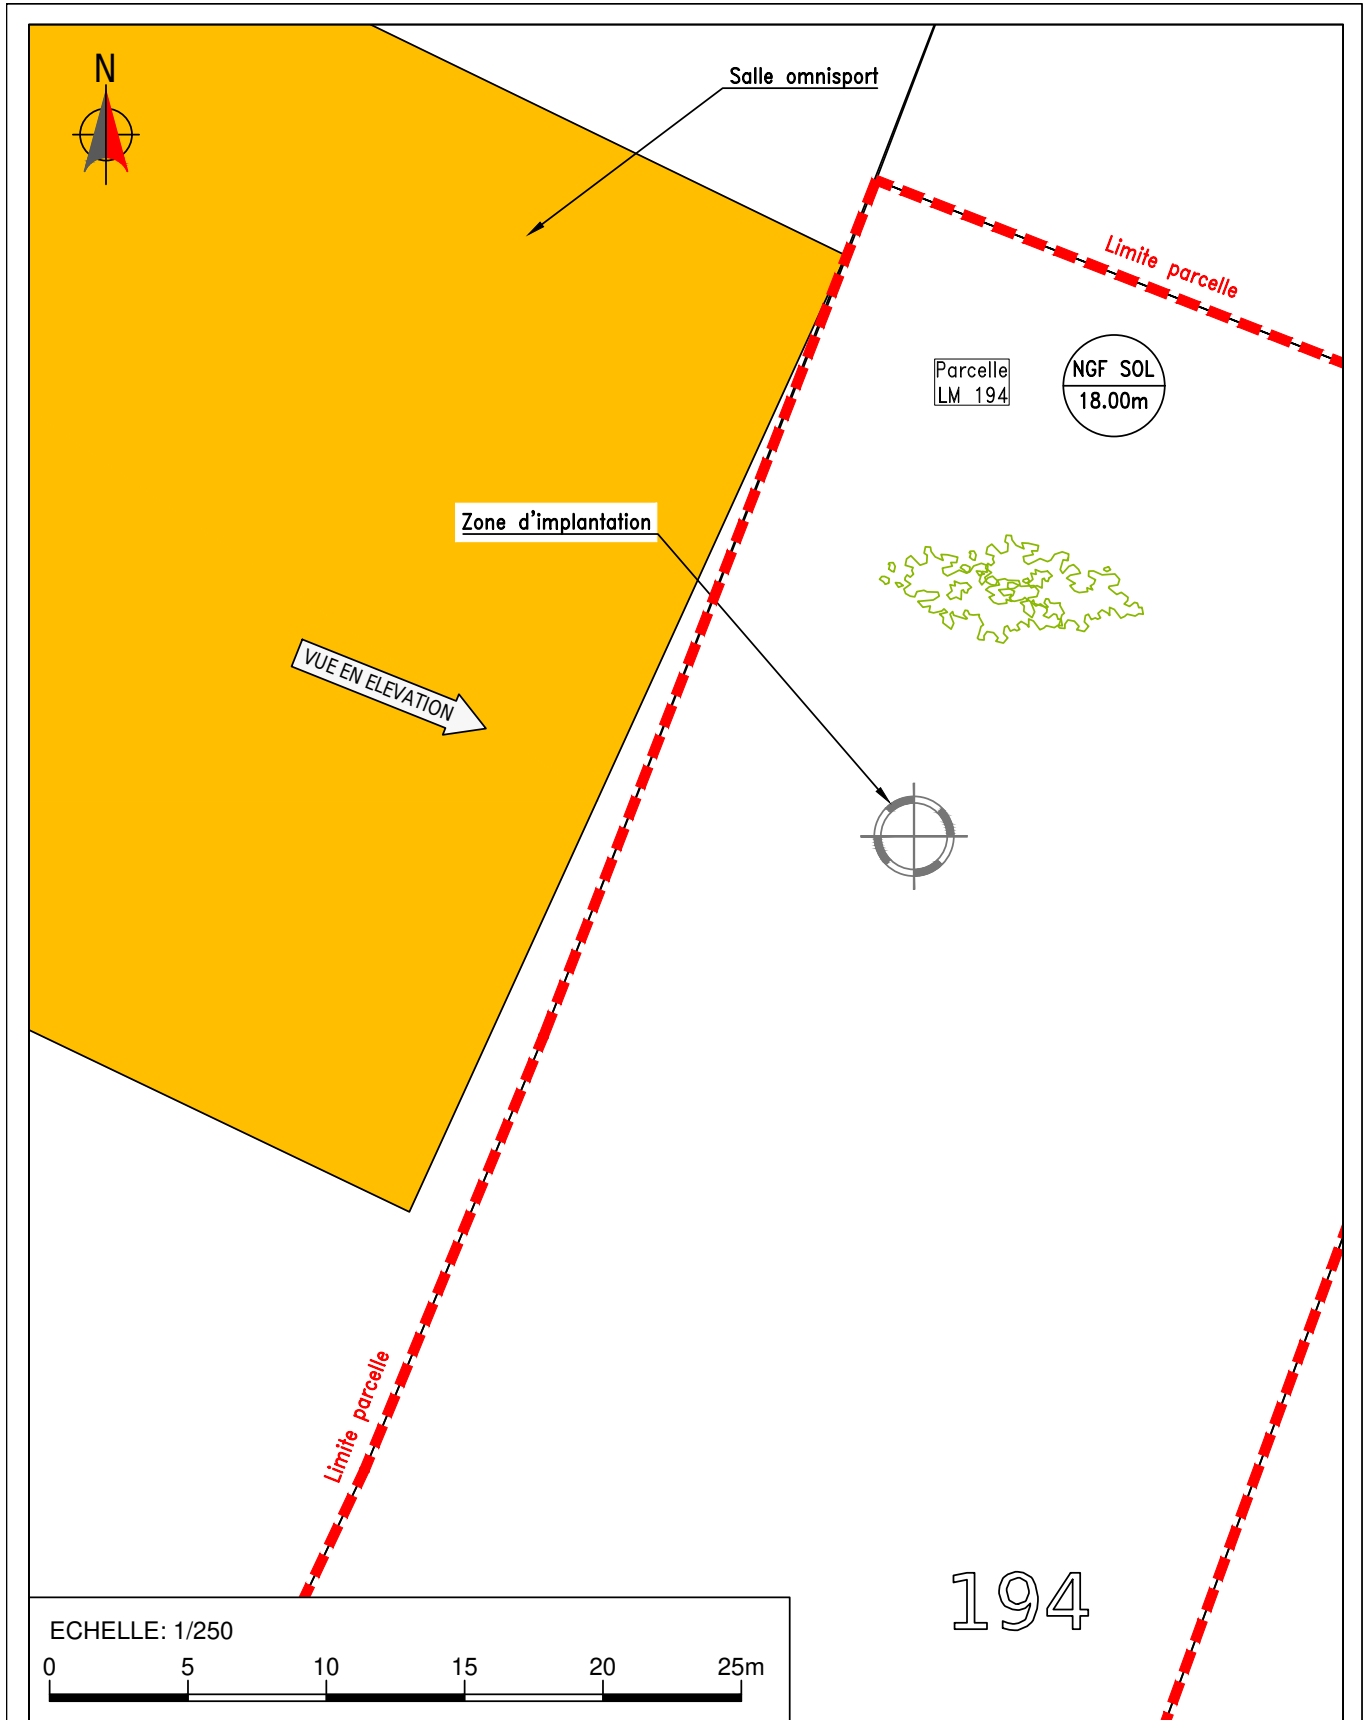 N
Salle omnisport
Limite parcelle
Parcelle
LM 194
NGF SOL
18.00m
Zone d'implantation
VUE EN ELEVATION
Limite parcelle
194
ECHELLE: 1/250
0 5 10 15 20 25m